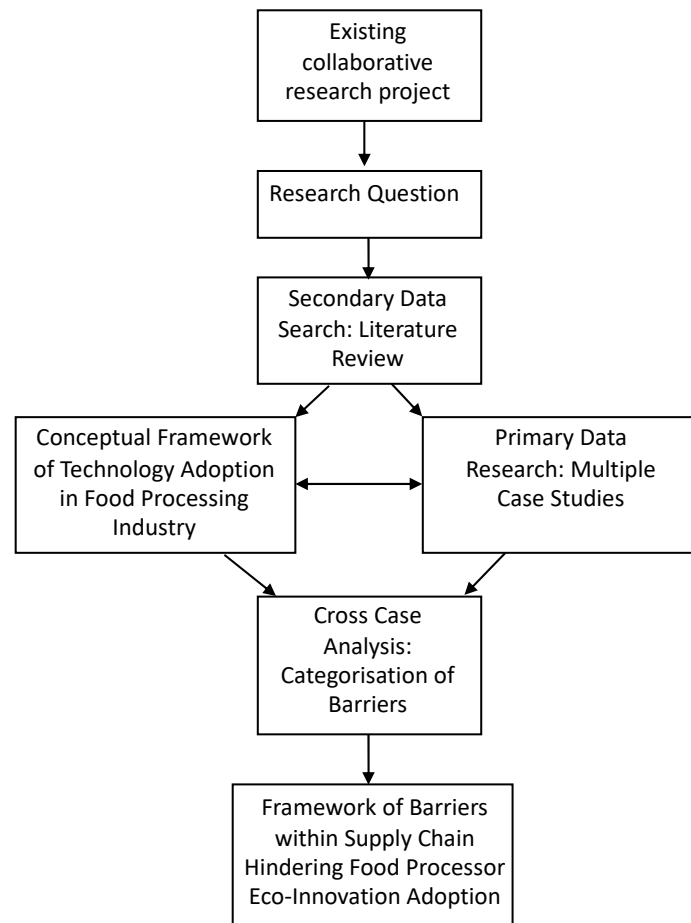 Existing
collaborative
research project
Research Question
Secondary Data
Search: Literature
Review
Conceptual Framework
of Technology Adoption
in Food Processing
Industry
Primary Data
Research: Multiple
Case Studies
Cross Case
Analysis:
Categorisation of
Barriers
Framework of Barriers
within Supply Chain
Hindering Food Processor
Eco-Innovation Adoption